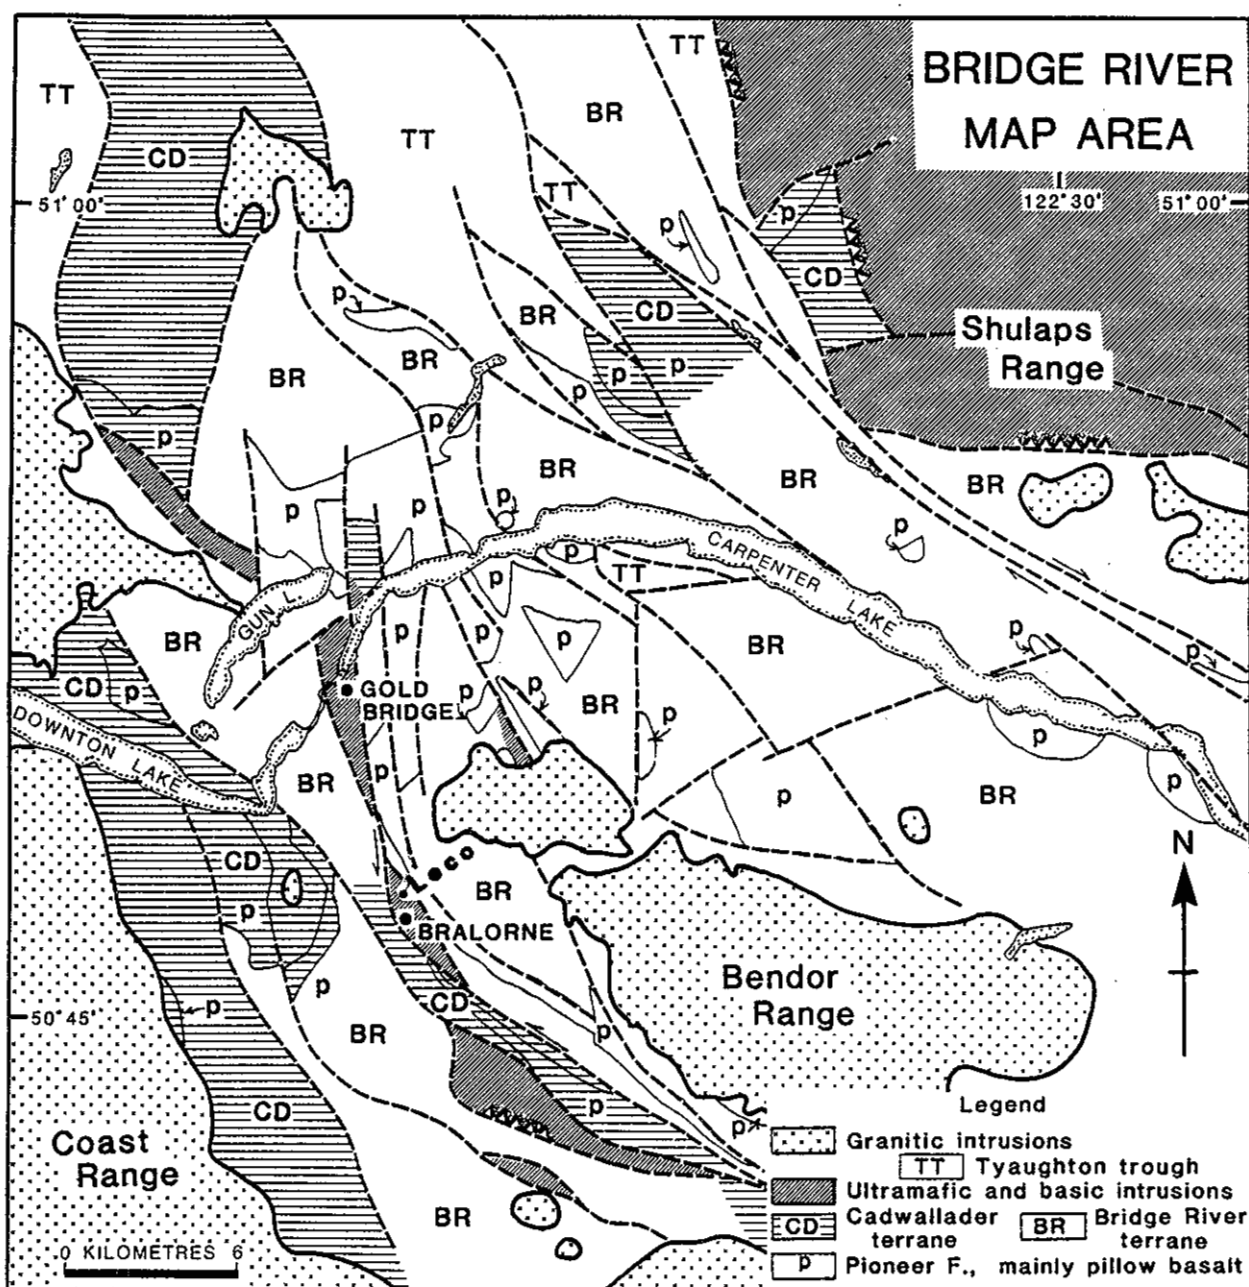 BRIDGE RIVER
MAP AREA
TT
TT
BR
TT
CD
TT
p
51° 00'
122° 30'
51° 00'
p
CD
p
BR
CD
Shulaps
Range
BR
BR
p
p
p
p
p
BR
BR
BR
p
p
p
p
CARPENTER
LAKE
p
p
TT
GUN L.
BR
p
p
p
BR
p
p
CD
p
GOLD
BRIDGE
p
p
BR
p
DOWNTON LAKE
p
p
BR
p
p
BR
p
N
CD
BR
p
BRALORNE
Bendor
Range
p
CD
p
50° 45'
BR
p
CD
p
p
Coast
Range
BR
0 KILOMETRES 6
Legend
Granitic intrusions
TT Tyaughton trough
Ultramafic and basic intrusions
CD Cadwallader terrane
BR Bridge River terrane
p Pioneer F., mainly pillow basalt